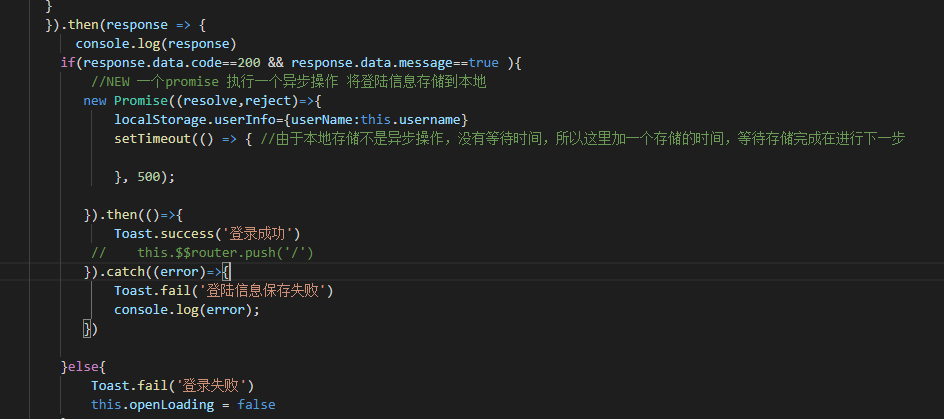 }
}).then(response => {
console.log(response)
if(response.data.code==200 && response.data.message==true ){
//NEW 一个promise 执行一个异步操作 将登陆信息存储到本地
new Promise((resolve,reject)=>{
localStorage.userInfo={userName:this.username}
setTimeout(() => { //由于本地存储不是异步操作，没有等待时间，所以这里加一个存储的时间，等待存储完成在进行下一步
}, 500);
}).then(()=>{
Toast.success('登录成功')
// this.$$router.push('/')
}).catch((error)=>{
Toast.fail('登陆信息保存失败')
console.log(error);
})
}else{
Toast.fail('登录失败')
this.openLoading = false